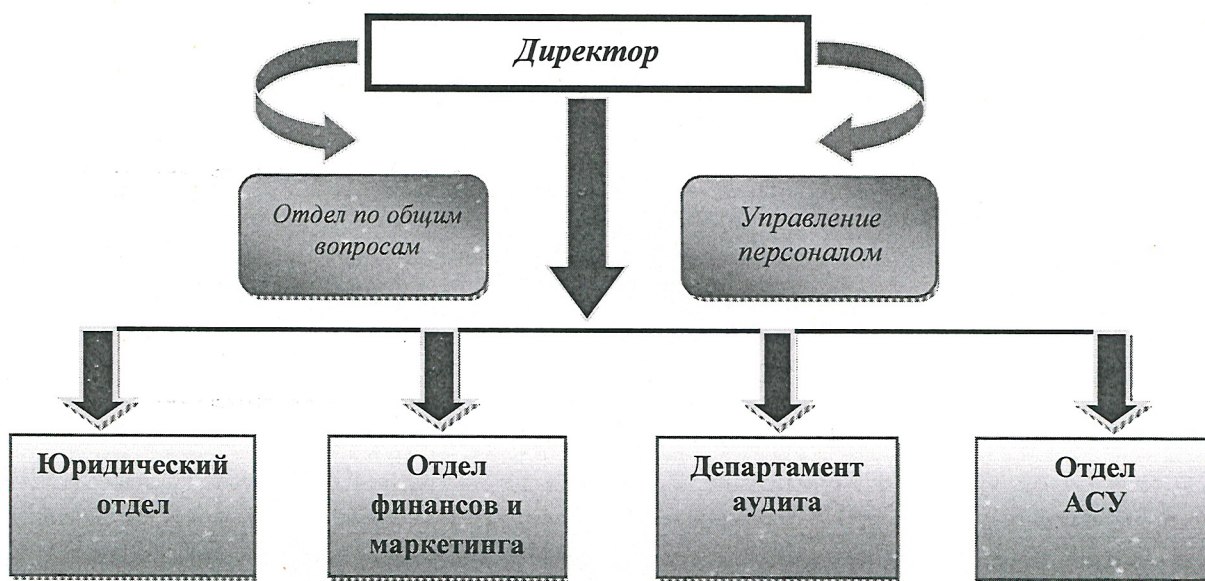 Директор
Отдел по общим
вопросам
Управление
персоналом
Юридический
отдел
Отдел
финансов и
маркетинга
Департамент
аудита
Отдел
АСУ